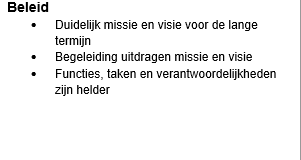 Beleid
• Duidelijk missie en visie voor de lange
termijn
• Begeleiding uitdragen missie en visie
• Functies, taken en verantwoordelijkheden
zijn helder